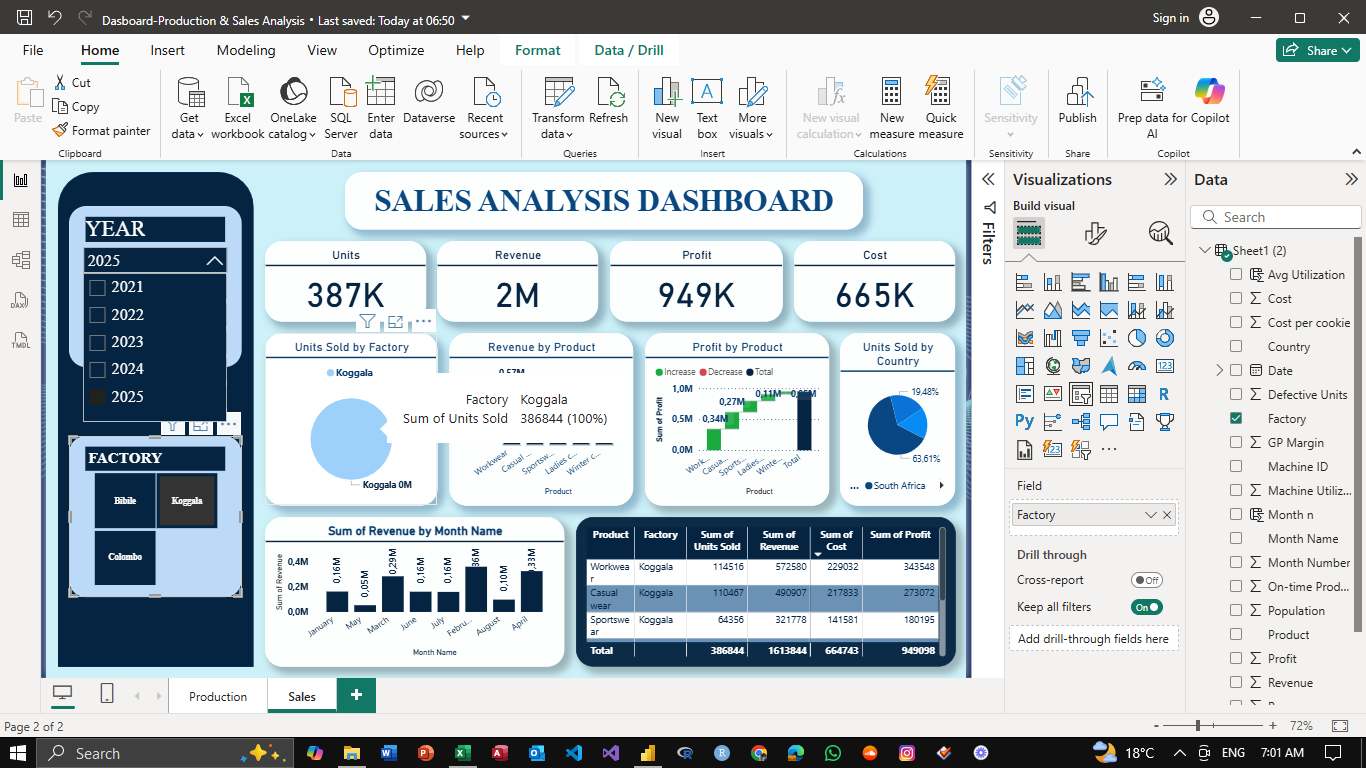 Dasboard-Production & Sales Analysis • Last saved: Today at 06:50
Sign in
File Home Insert Modeling View Optimize Help Format Data / Drill
Share
Paste
Cut
Copy
Format painter
Get data
Excel workbook
OneLake catalog
SQL Server
Enter data
Dataverse
Recent sources
Transform data
Refresh
New visual
Text box
More visuals
New visual calculation
New measure
Quick measure
Sensitivity
Publish
Prep data for AI
Copilot
Clipboard
Data
Queries
Insert
Calculations
Sensitivity
Share
Copilot
SALES ANALYSIS DASHBOARD
YEAR
2025
2021
2022
2023
2024
2025
FACTORY
Bibile
Koggala
Colombo
Units
387K
Revenue
2M
Profit
949K
Cost
665K
Units Sold by Factory
Koggala
Koggala 0M
Factory Koggala
Sum of Units Sold 386844 (100%)
Revenue by Product
Workwear
Casual ...
Sportsw...
Ladies c...
Winter c...
Product
Profit by Product
Increase Decrease Total
Sum of Profit
1,0M
0,5M
0,0M
0,34M
0,27M
0,11M
Work...
Casua...
Sports...
Ladies...
Winte...
Total
Product
Units Sold by Country
19,48%
63,61%
... South Africa
Sum of Revenue by Month Name
Sum of Revenue
0,4M
0,2M
0,0M
0,16M
0,05M
0,29M
0,16M
0,16M
0,10M
0,33M
January
May
March
June
July
Febru...
August
April
Month Name
Product Factory Sum of Units Sold Sum of Revenue Sum of Cost Sum of Profit
Workwear Koggala 114516 572580 229032 343548
Casual wear Koggala 110467 490907 217833 273072
Sportswear Koggala 64356 321778 141581 180195
Total 386844 1613844 664743 949098
Filters
Visualizations
Build visual
Field
Factory
Drill through
Cross-report Off
Keep all filters On
Add drill-through fields here
Data
Search
Sheet1 (2)
Avg Utilization
Cost
Cost per cookie
Country
Date
Defective Units
Factory
GP Margin
Machine ID
Machine Utiliz...
Month n
Month Name
Month Number
On-time Prod...
Population
Product
Profit
Revenue
DAX
TMDL
Production
Sales
Page 2 of 2
72%
Search
18°C
ENG
7:01 AM